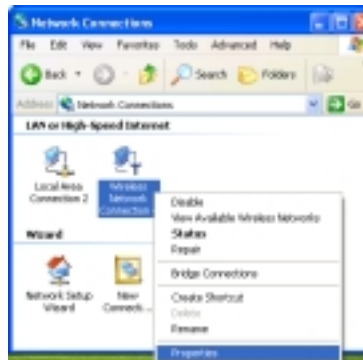 Network Connections
File Edit View Favorites Tools Advanced Help
Back Search Folders
Address Network Connections Go
LAN or High-Speed Internet
Local Area
Connection 2
Wireless
Network
Connection
Disable
View Available Wireless Networks
Status
Repair
Bridge Connections
Create Shortcut
Delete
Rename
Properties
Wizard
Network Setup
Wizard
New
Connecti...